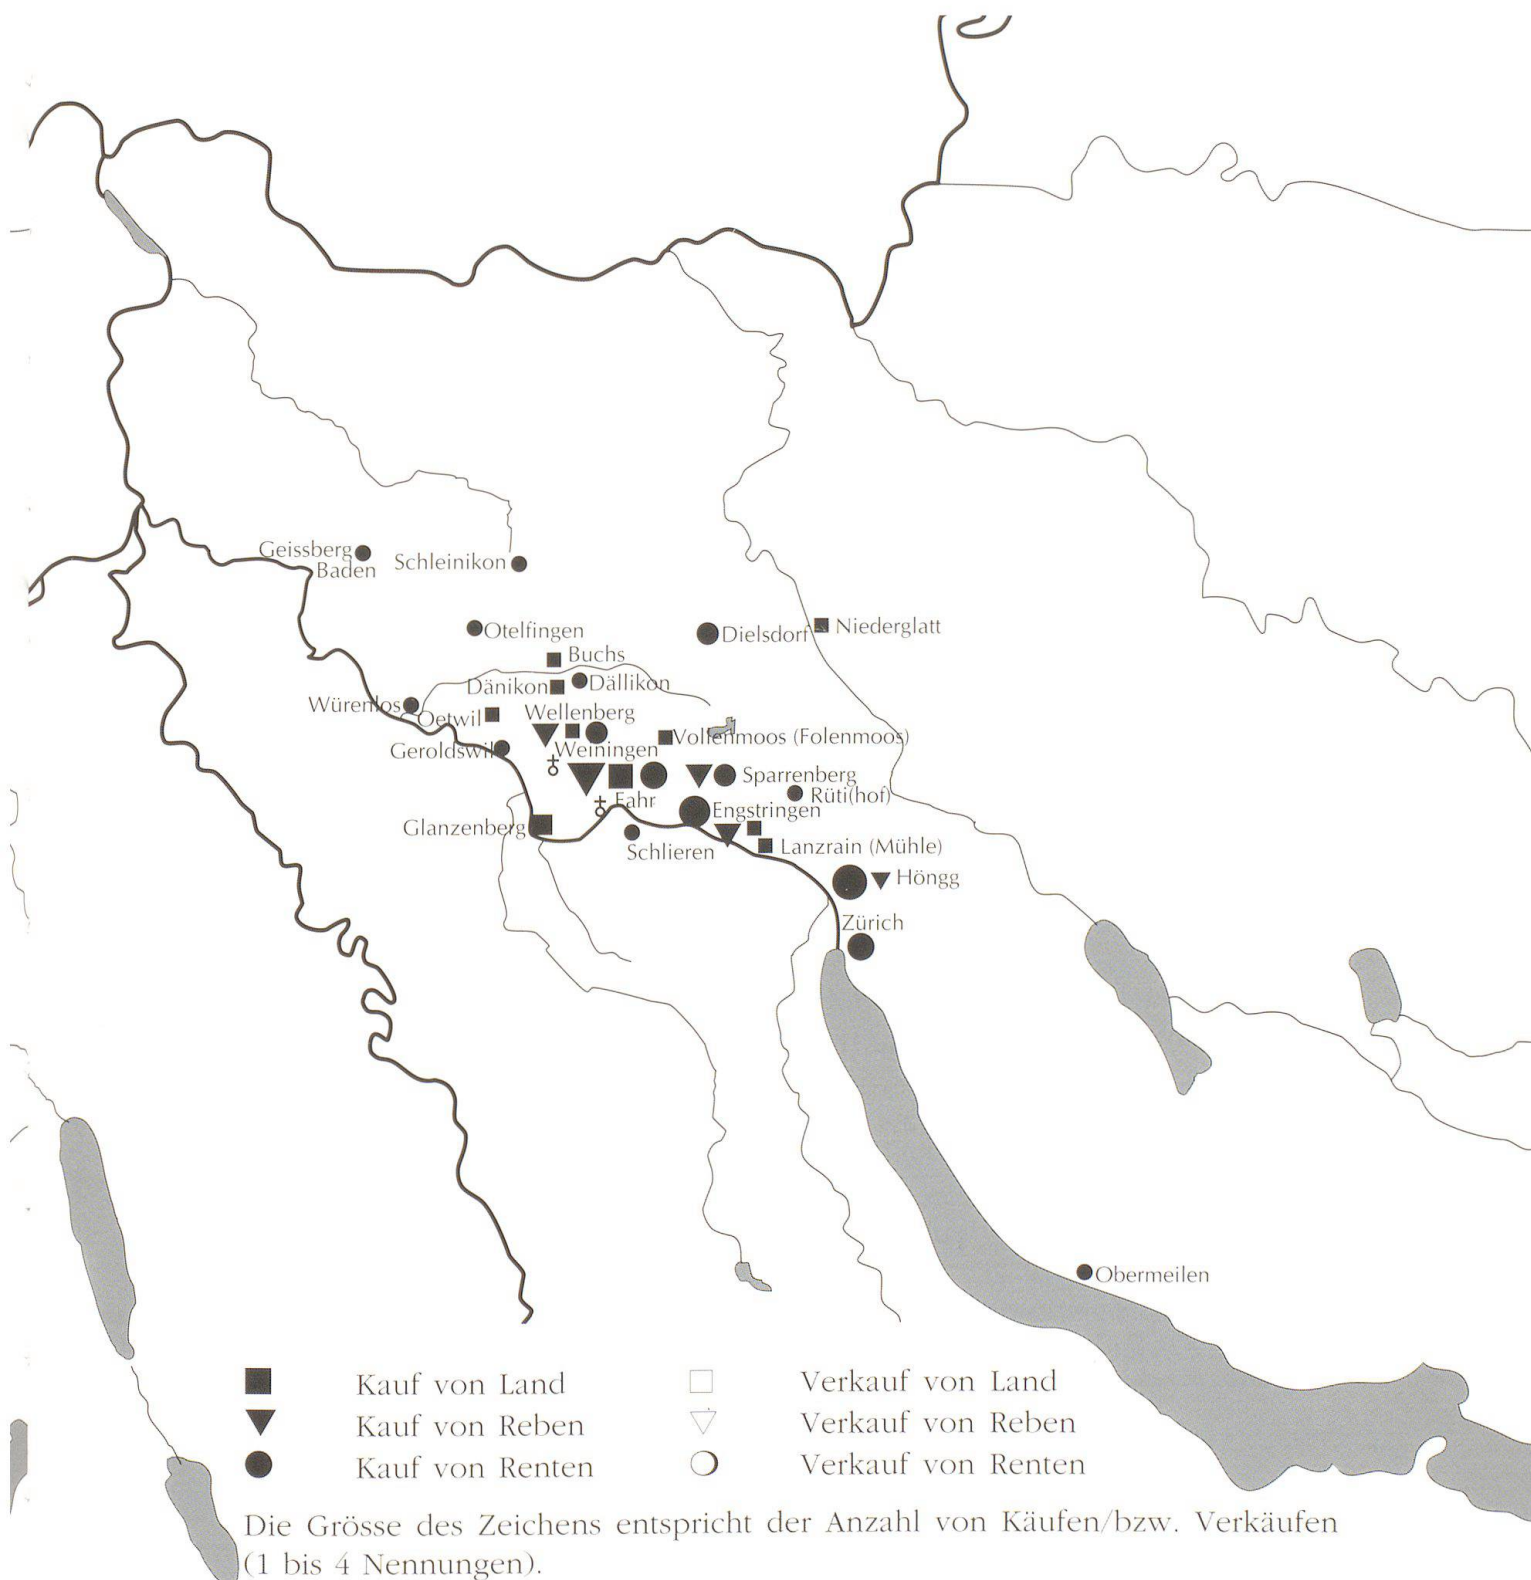 Geissberg
Baden
Schleinikon
Otelfingen
Dielsdorf
Niederglatt
Buchs
Dänikon
Dällikon
Würenlos
Oetwil
Wellenberg
Geroldswil
Weiningen
Vollenmoos (Folenmoos)
Sparrenberg
Rüti(hof)
Fahr
Engstringen
Glanzenberg
Schlieren
Lanzrain (Mühle)
Höngg
Zürich
Obermeilen
Kauf von Land
Verkauf von Land
Kauf von Reben
Verkauf von Reben
Kauf von Renten
Verkauf von Renten
Die Grösse des Zeichens entspricht der Anzahl von Käufen/bzw. Verkäufen
(1 bis 4 Nennungen).